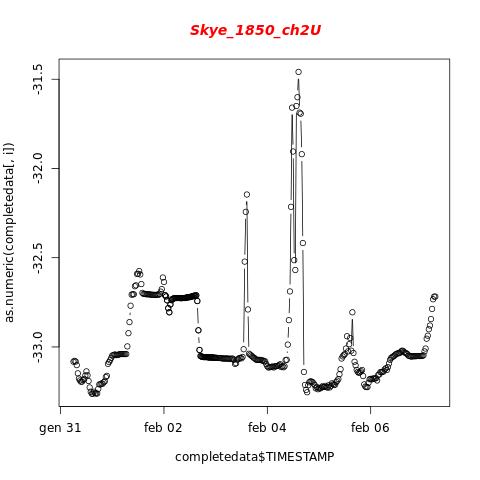 Skye_1850_ch2U
as.numeric(completedata[, i])
-31.5
-32.0
-32.5
-33.0
gen 31 feb 02 feb 04 feb 06
completedata$TIMESTAMP